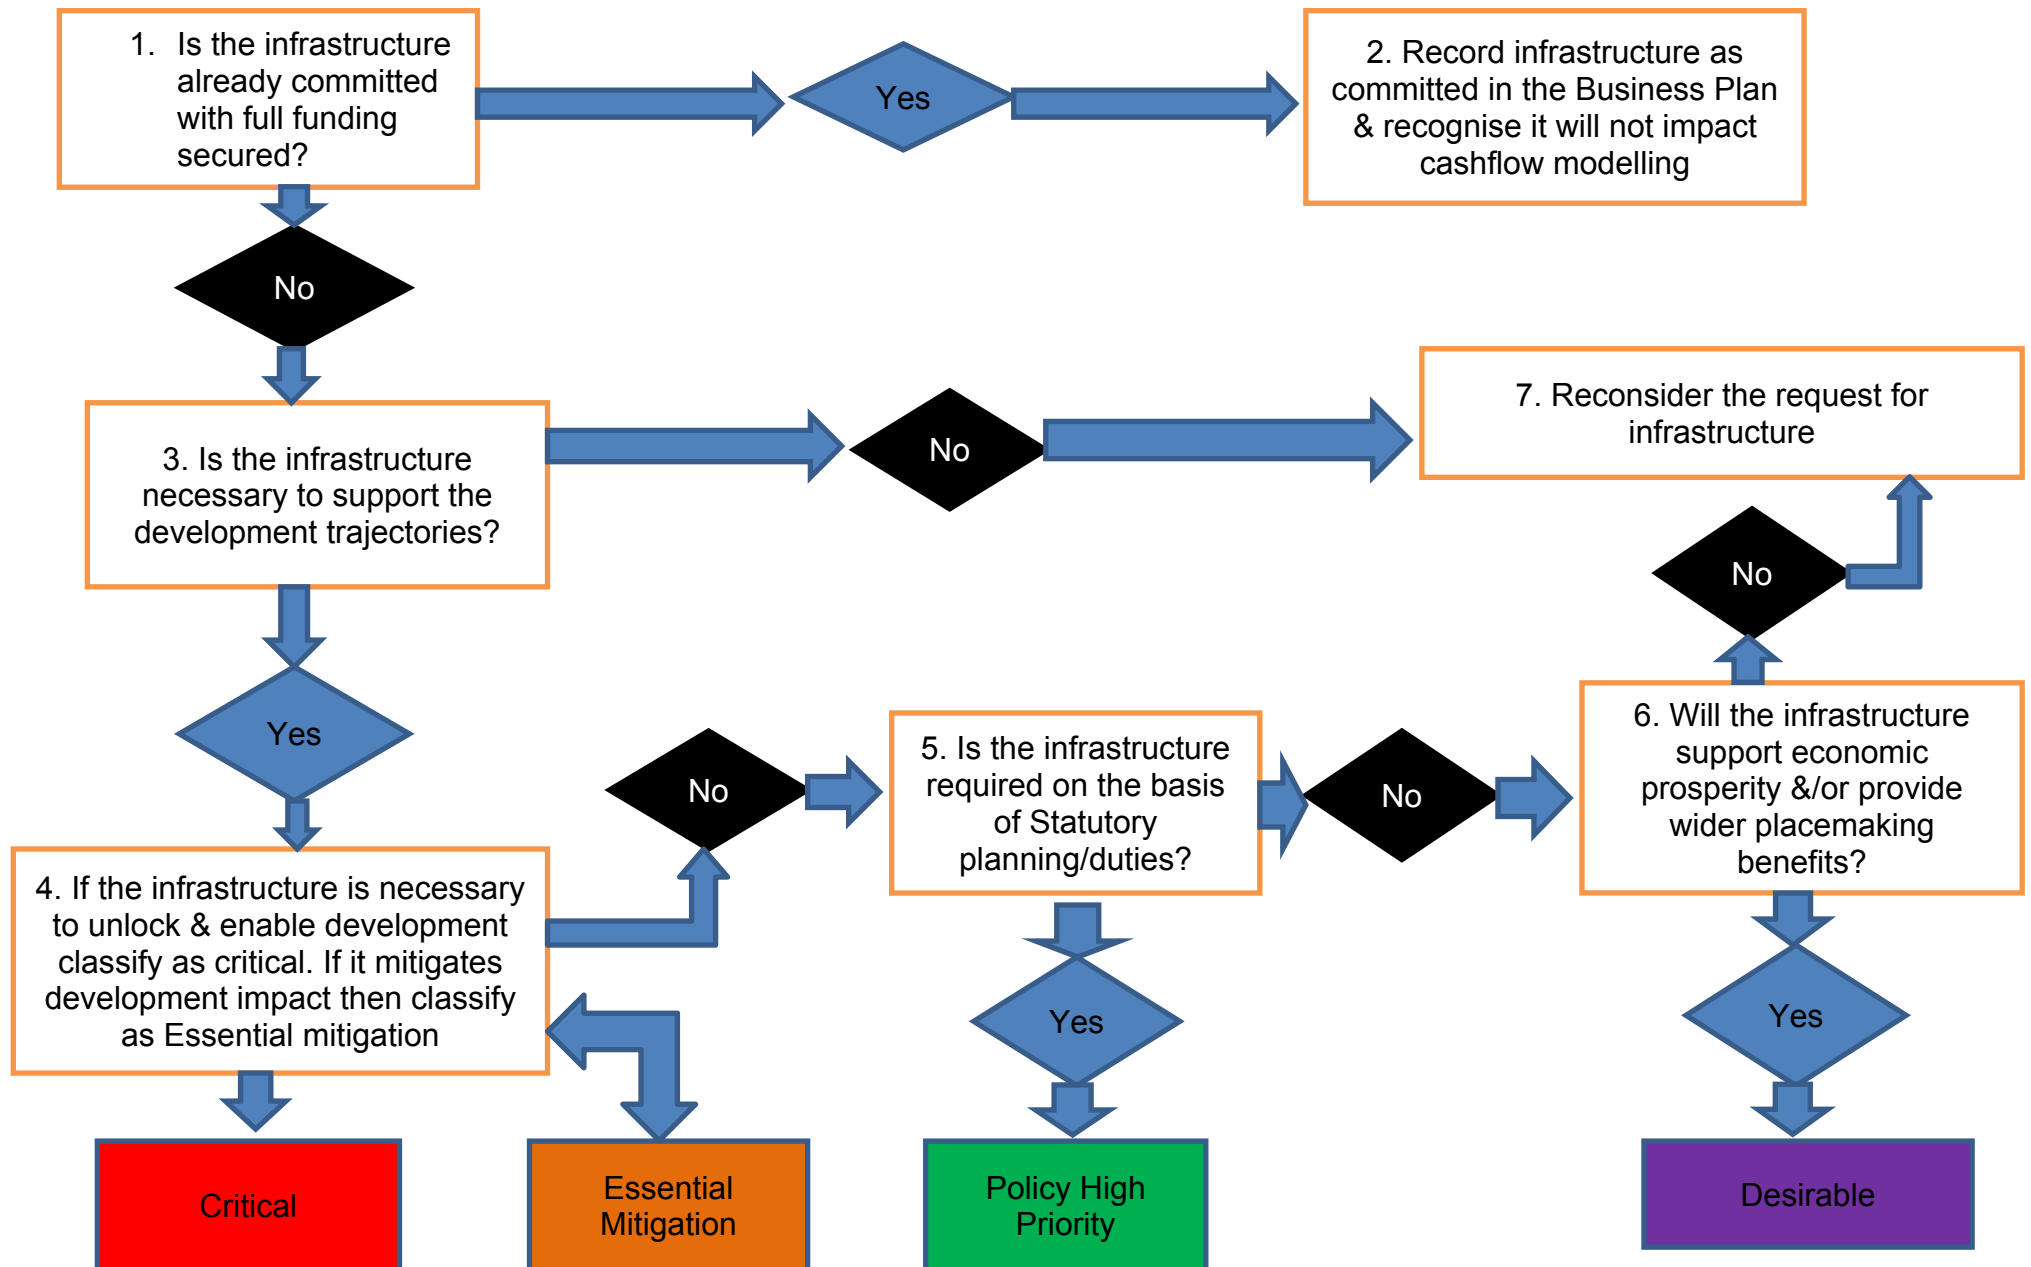 1. Is the infrastructure
already committed
with full funding
secured?
Yes
2. Record infrastructure as
committed in the Business Plan
& recognise it will not impact
cashflow modelling
No
3. Is the infrastructure
necessary to support the
development trajectories?
No
7. Reconsider the request for
infrastructure
No
Yes
4. If the infrastructure is necessary
to unlock & enable development
classify as critical. If it mitigates
development impact then classify
as Essential mitigation
No
5. Is the infrastructure
required on the basis
of Statutory
planning/duties?
No
6. Will the infrastructure
support economic
prosperity &/or provide
wider placemaking
benefits?
Yes
Yes
Critical
Essential
Mitigation
Policy High
Priority
Desirable